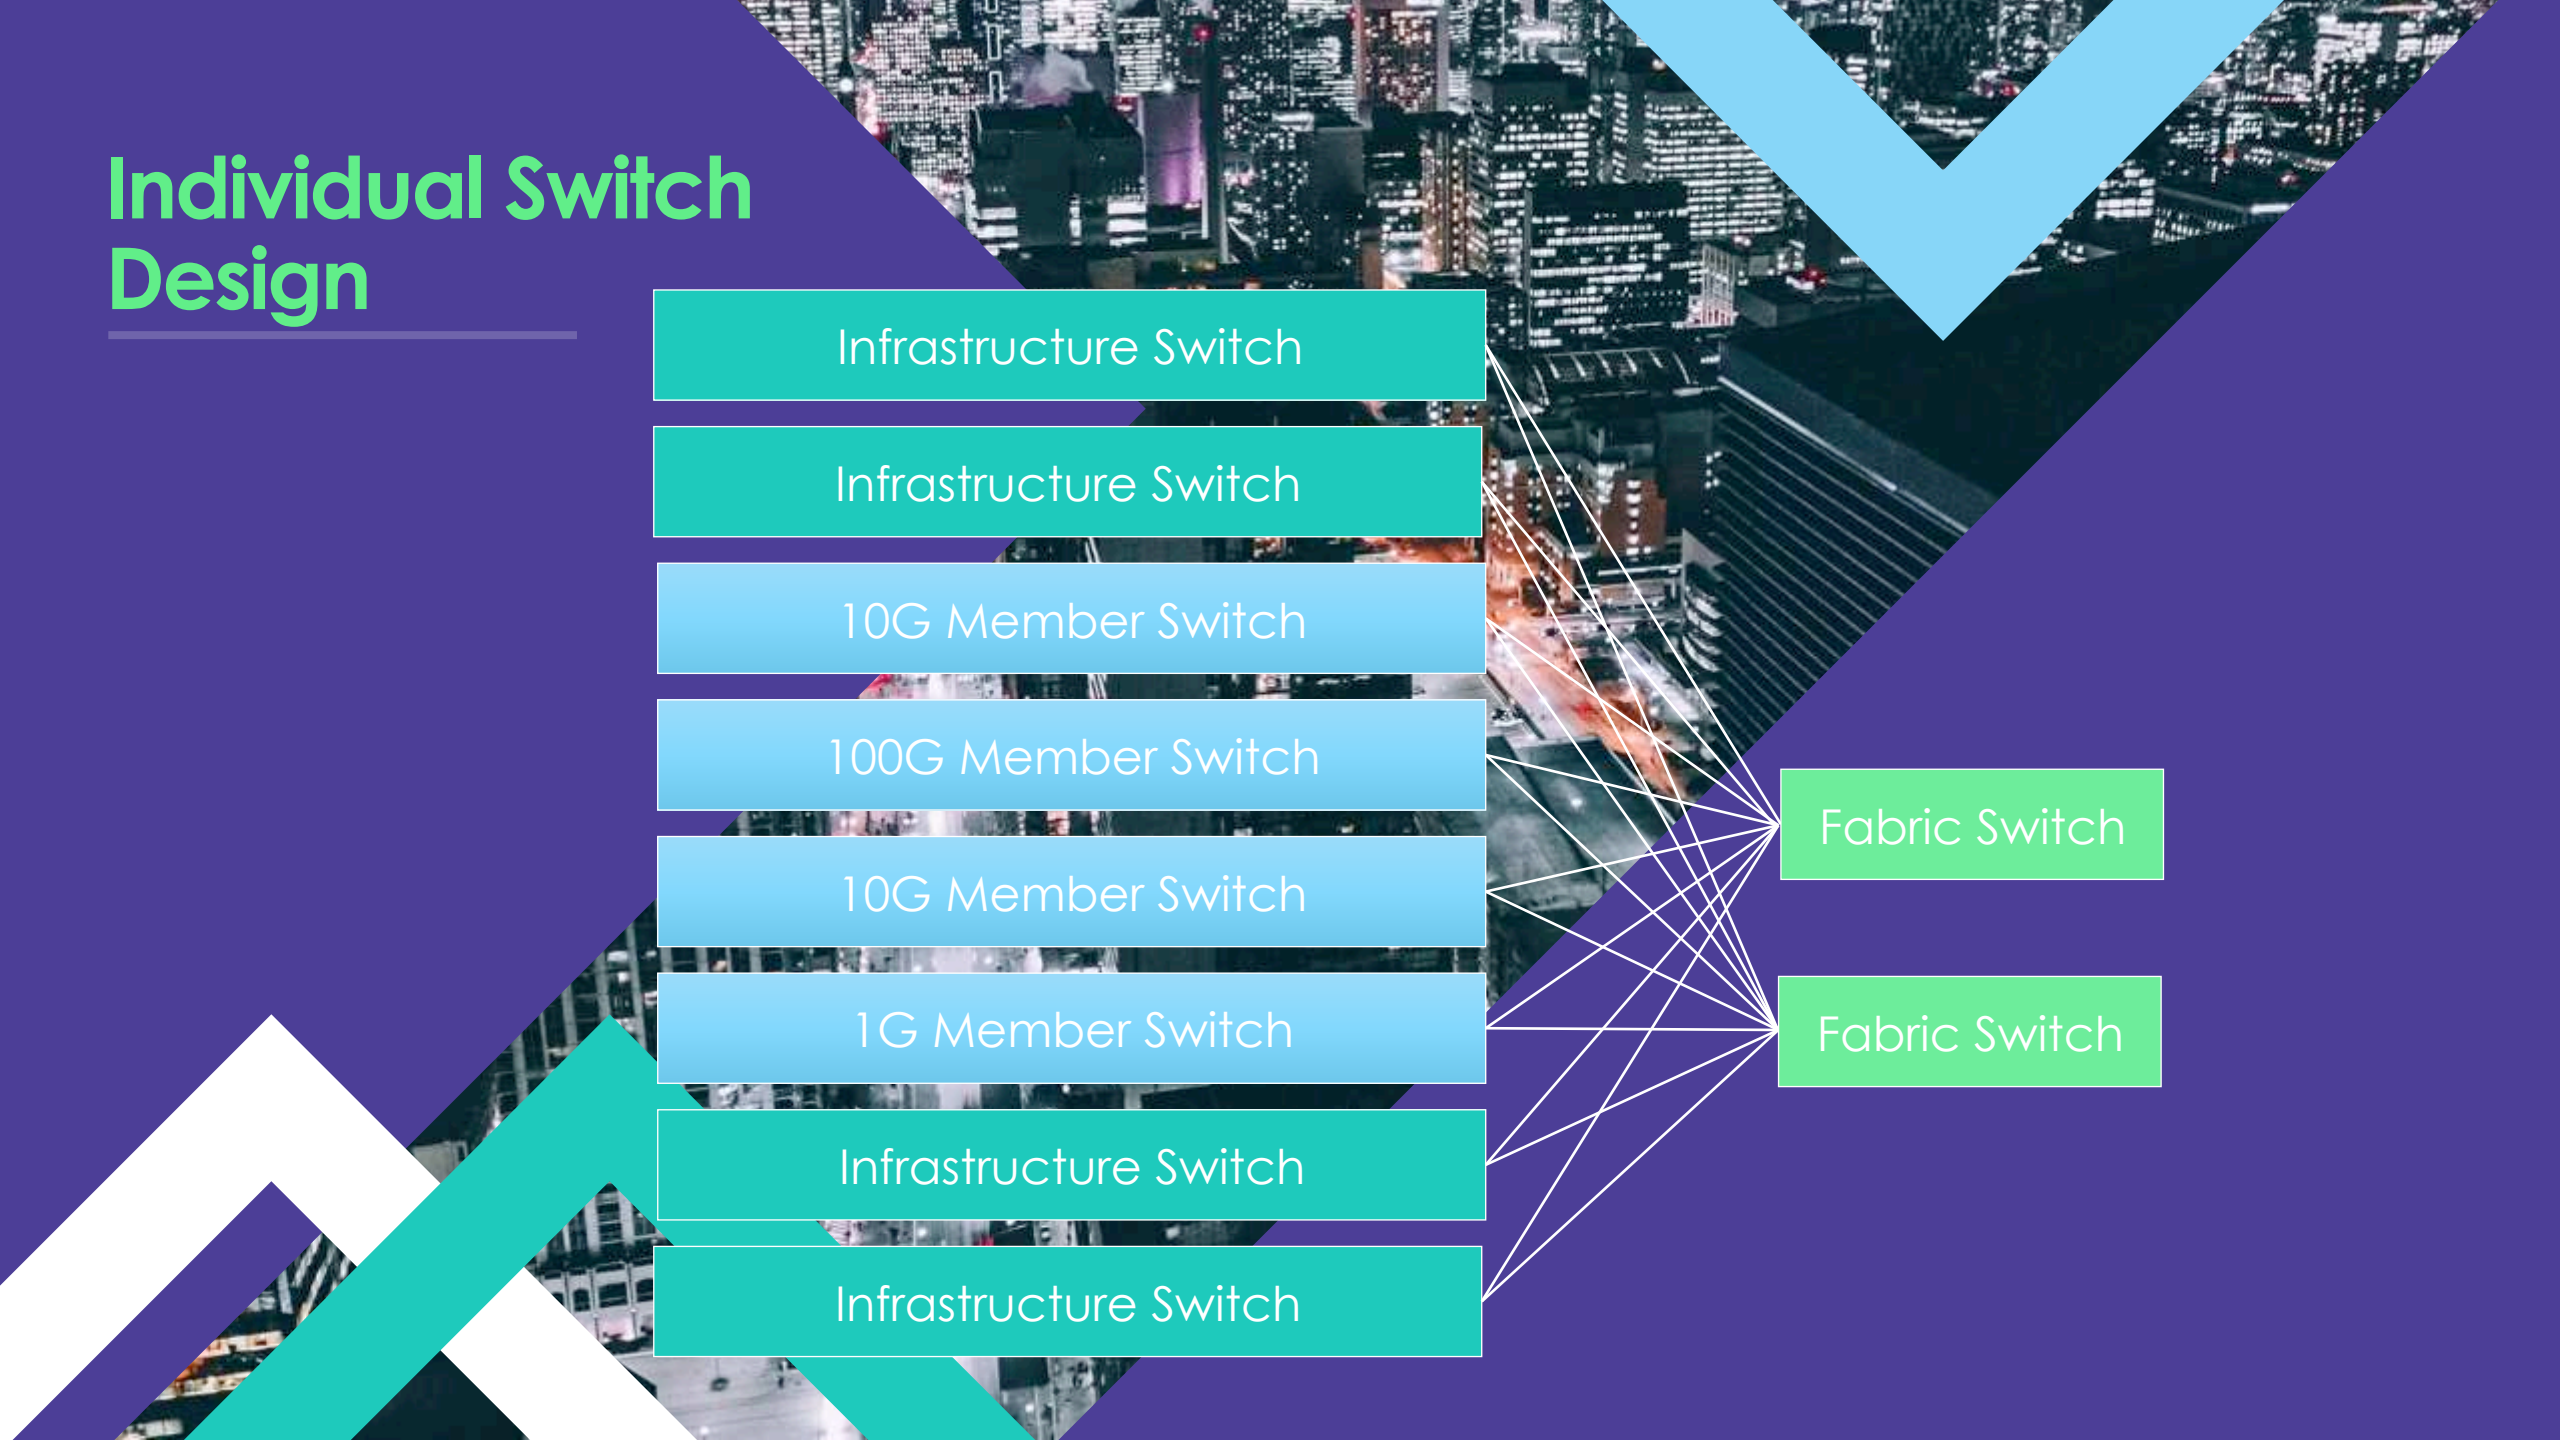 Individual Switch
Design
Infrastructure Switch
Infrastructure Switch
10G Member Switch
100G Member Switch
10G Member Switch
1G Member Switch
Infrastructure Switch
Infrastructure Switch
Fabric Switch
Fabric Switch